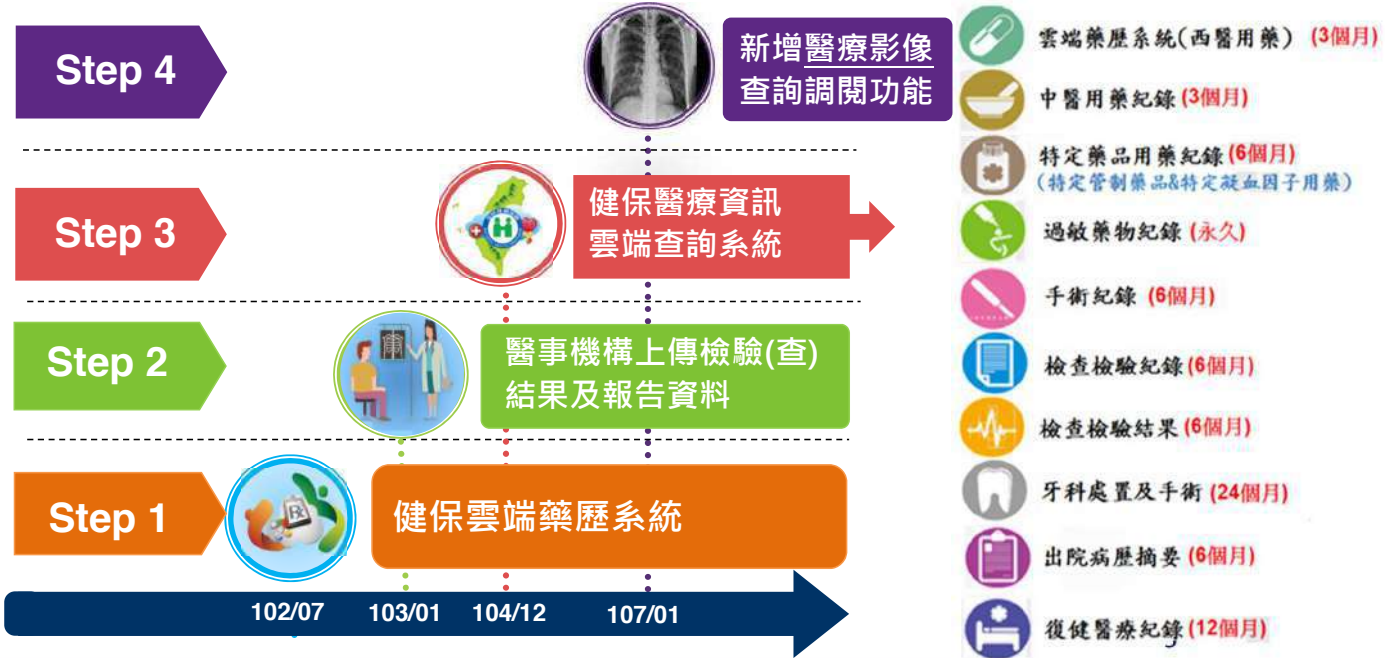 Step 4
新增醫療影像
查詢調閱功能
Step 3
健保醫療資訊
雲端查詢系統
Step 2
醫事機構上傳檢驗(查)
結果及報告資料
Step 1
健保雲端藥歷系統
102/07
103/01
104/12
107/01
雲端藥歷系統(西醫用藥) (3個月)
中醫用藥紀錄(3個月)
特定藥品用藥紀錄(6個月)
(特定管制藥品&特定凝血因子用藥)
過敏藥物紀錄(永久)
手術紀錄 (6個月)
檢查檢驗紀錄(6個月)
檢查檢驗結果(6個月)
牙科處置及手術(24個月)
出院病歷摘要(6個月)
復健醫療紀錄(12個月)